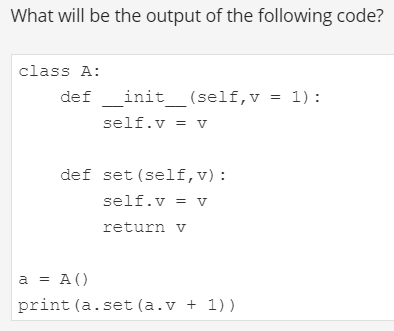 What will be the output of the following code?
class A:
    def __init__(self,v = 1):
        self.v = v

    def set(self,v):
        self.v = v
        return v

a = A()
print(a.set(a.v + 1))